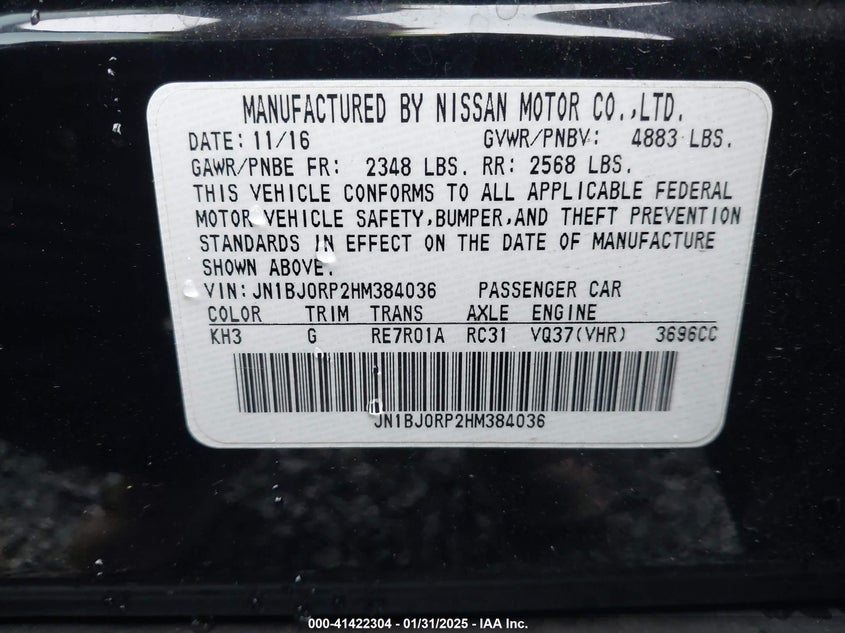 MANUFACTURED BY NISSAN MOTOR CO.,LTD.
DATE: 11/16 GVWR/PNBV: 4883 LBS.
GAWR/PNBE FR: 2348 LBS. RR: 2568 LBS.
THIS VEHICLE CONFORMS TO ALL APPLICABLE FEDERAL
MOTOR VEHICLE SAFETY,BUMPER,AND THEFT PREVENTION
STANDARDS IN EFFECT ON THE DATE OF MANUFACTURE
SHOWN ABOVE.
VIN: JN1BJ0RP2HM384036 PASSENGER CAR
COLOR TRIM TRANS AXLE ENGINE
KH3 G RE7R01A RC31 VQ37(VHR) 3696CC
JN1BJ0RP2HM384036
000-41422304 - 01/31/2025 - IAA Inc.